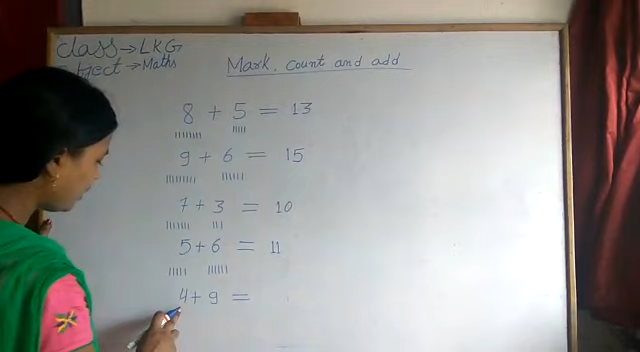 Class → LKG
Subject → Maths
Mark, count and add
8 + 5 = 13
9 + 6 = 15
7 + 3 = 10
5 + 6 = 11
4 + 9 =